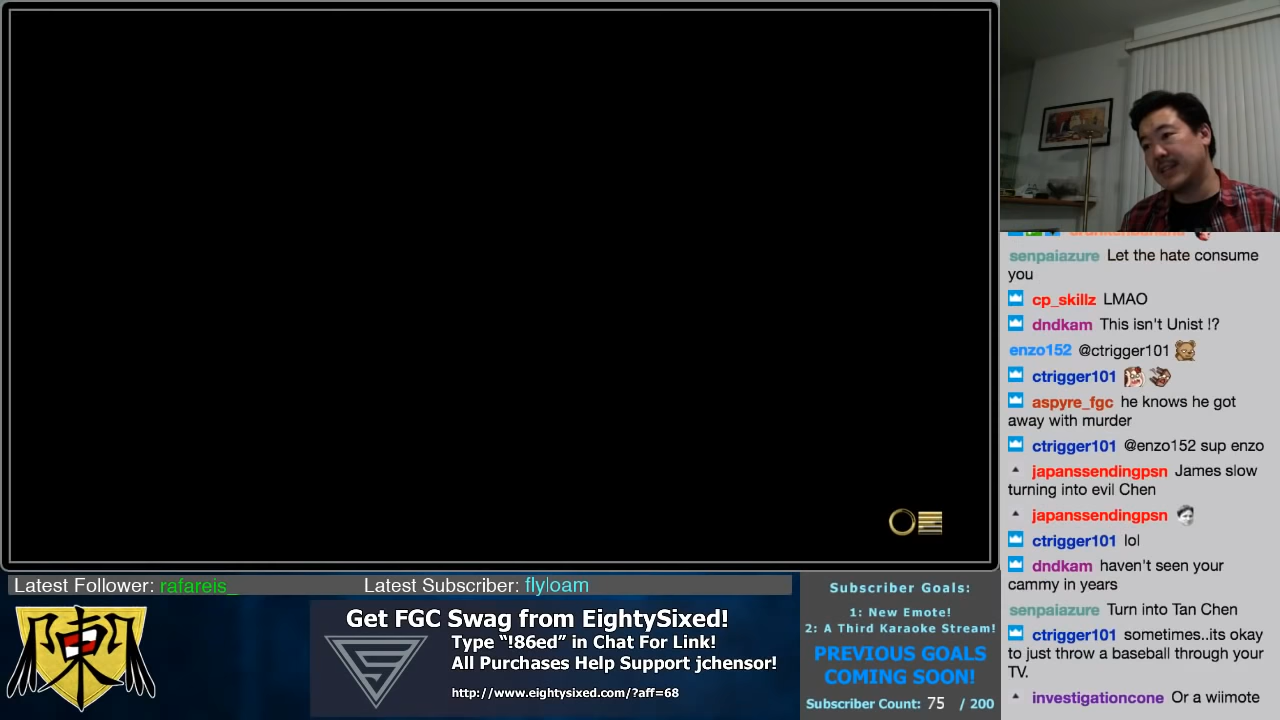 senpaiazure Let the hate consume
you
cp_skillz LMAO
dndkam This isn't Unist !?
enzo152 @ctrigger101
ctrigger101
aspyre_fgc he knows he got
away with murder
ctrigger101 @enzo152 sup enzo
japanssendingpsn James slow
turning into evil Chen
japanssendingpsn
ctrigger101 lol
dndkam haven't seen your
cammy in years
senpaiazure Turn into Tan Chen
ctrigger101 sometimes..its okay
to just throw a baseball through your
TV.
investigationcone Or a wiimote
Latest Follower: rafareis_
Latest Subscriber: flyloam
Get FGC Swag from EightySixed!
Type "!86ed" in Chat For Link!
All Purchases Help Support jchensor!
http://www.eightysixed.com/?aff=68
Subscriber Goals:
1: New Emote!
2: A Third Karaoke Stream!
PREVIOUS GOALS
COMING SOON!
Subscriber Count: 75 / 200